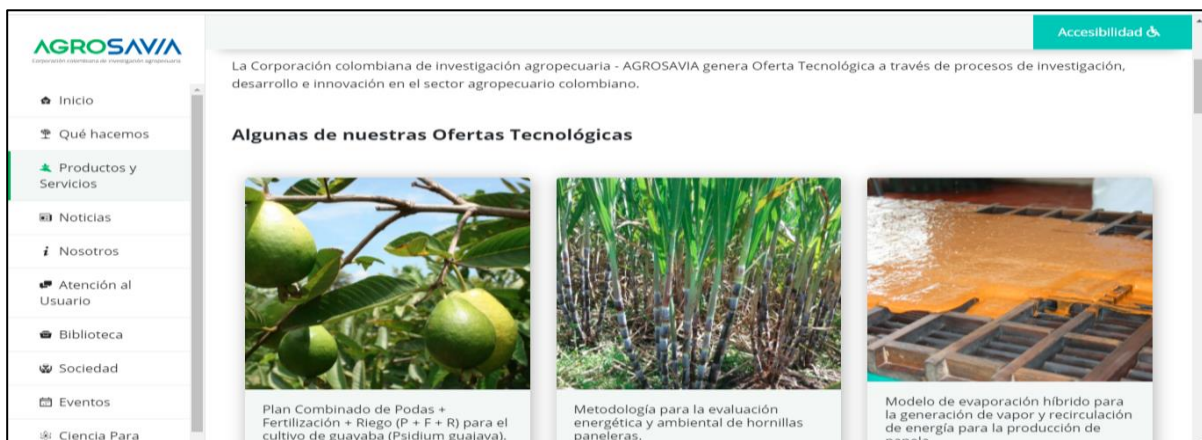 AGROSAVIA
Corporación colombiana de investigación agropecuaria
Inicio
Qué hacemos
Productos y
Servicios
Noticias
Nosotros
Atención al
Usuario
Biblioteca
Sociedad
Eventos
Ciencia Para
Accesibilidad
La Corporación colombiana de investigación agropecuaria - AGROSAVIA genera Oferta Tecnológica a través de procesos de investigación,
desarrollo e innovación en el sector agropecuario colombiano.
Algunas de nuestras Ofertas Tecnológicas
Plan Combinado de Podas +
Fertilización + Riego (P + F + R) para el
cultivo de guayaba (Psidium guajava).
Metodología para la evaluación
energética y ambiental de hornillas
paneleras.
Modelo de evaporación híbrido para
la generación de vapor y recirculación
de energía para la producción de
panela